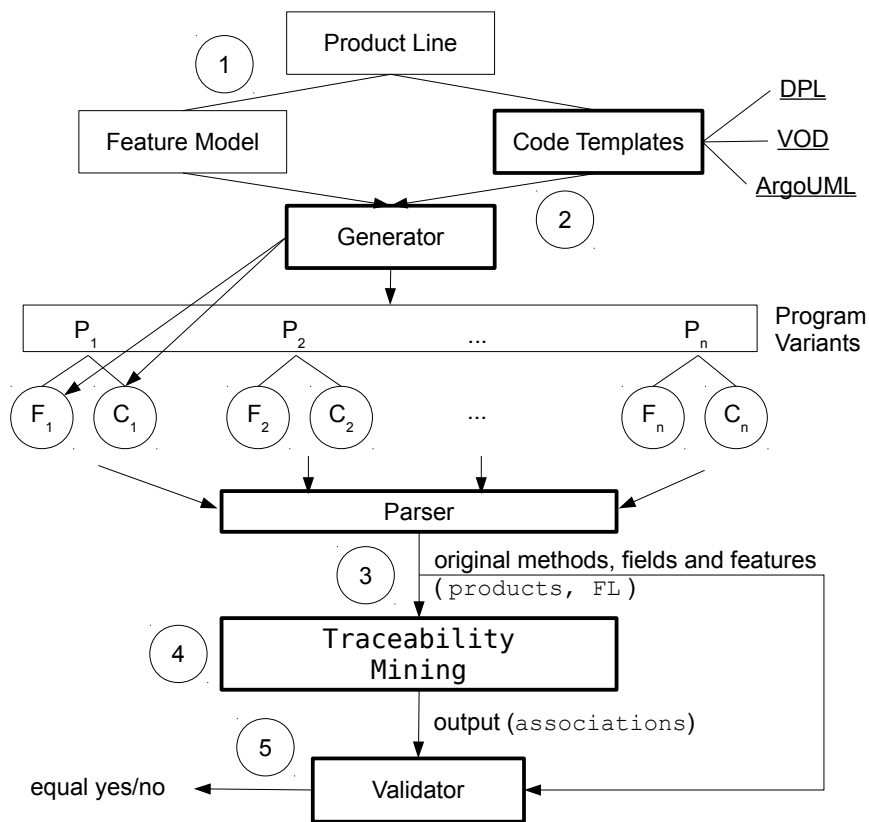 Product Line
1
DPL
Feature Model
Code Templates
VOD
ArgoUML
2
Generator
P1
P2
...
Pn
Program
Variants
F1
C1
F2
C2
...
Fn
Cn
Parser
3
original methods, fields and features
( products, FL )
4
Traceability
Mining
output (associations)
5
equal yes/no
Validator